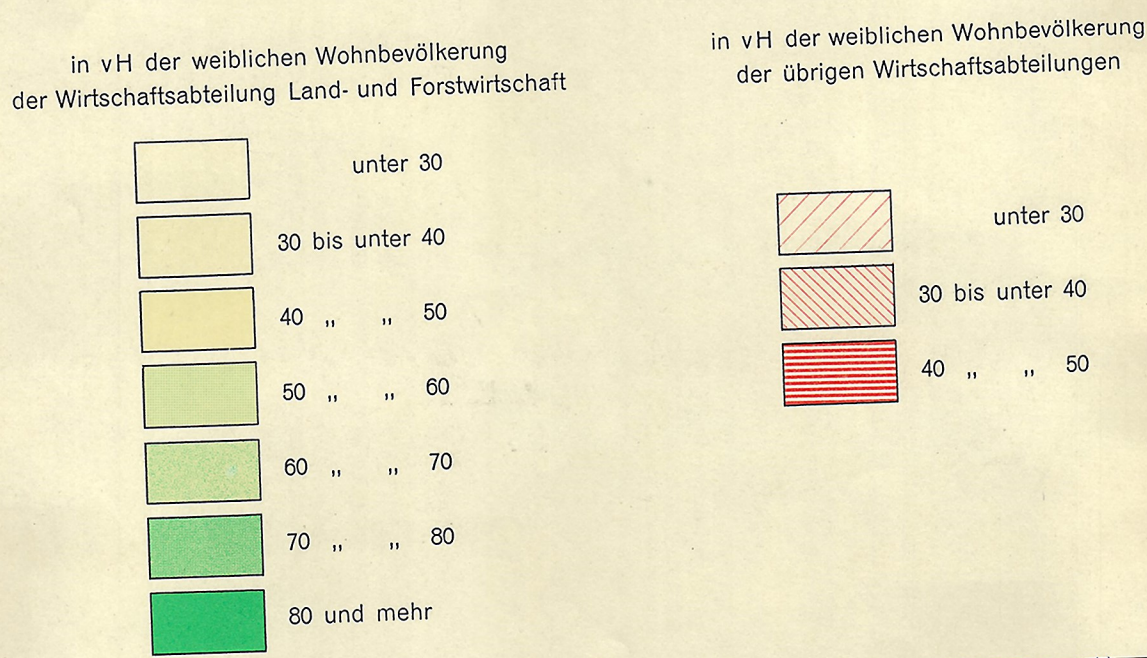 in vH der weiblichen Wohnbevölkerung
der Wirtschaftsabteilung Land- und Forstwirtschaft
unter 30
30 bis unter 40
40 „ „ 50
50 „ „ 60
60 „ „ 70
70 „ „ 80
80 und mehr
in vH der weiblichen Wohnbevölkerung
der übrigen Wirtschaftsabteilungen
unter 30
30 bis unter 40
40 „ „ 50